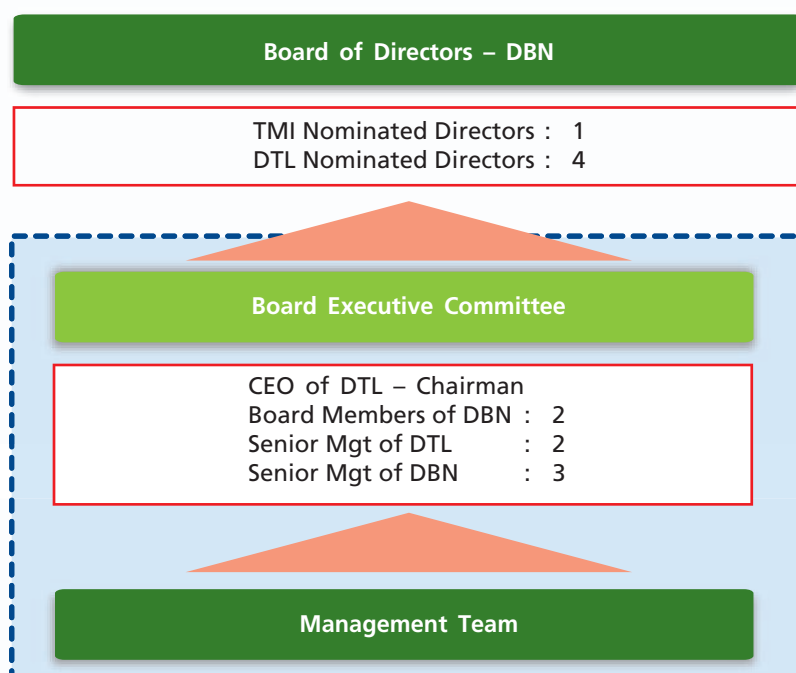 Board of Directors – DBN
TMI Nominated Directors : 1
DTL Nominated Directors : 4
Board Executive Committee
CEO of DTL – Chairman
Board Members of DBN : 2
Senior Mgt of DTL : 2
Senior Mgt of DBN : 3
Management Team